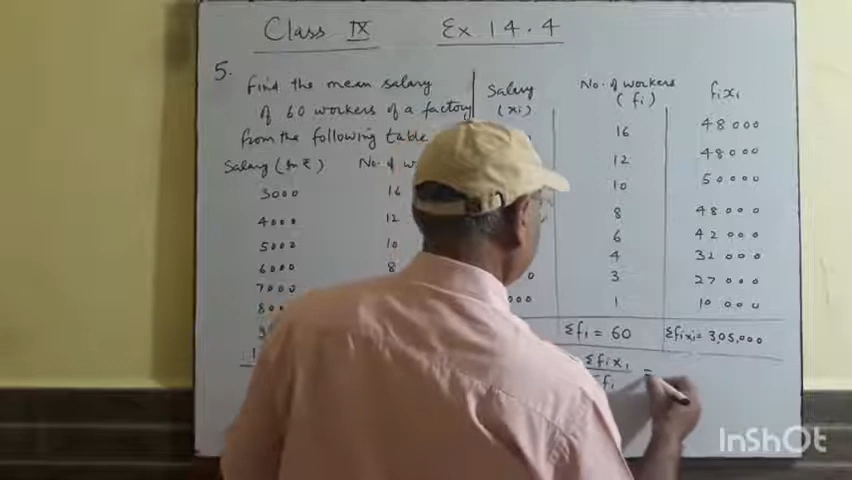 Class IX Ex 14.4
5. Find the mean salary
of 60 workers of a factory
from the following table
Salary (In ₹) No. of
3000 16
4000 12
5000 10
6000 8
7000
Salary
(xi)
No. of workers
(fi)
fixi
16 48000
12 48000
10 50000
8 48000
6 42000
4 32000
3 27000
1 10000
Σfi = 60 Σfixi = 3,05,000
Σfixi =
fi
InShOt